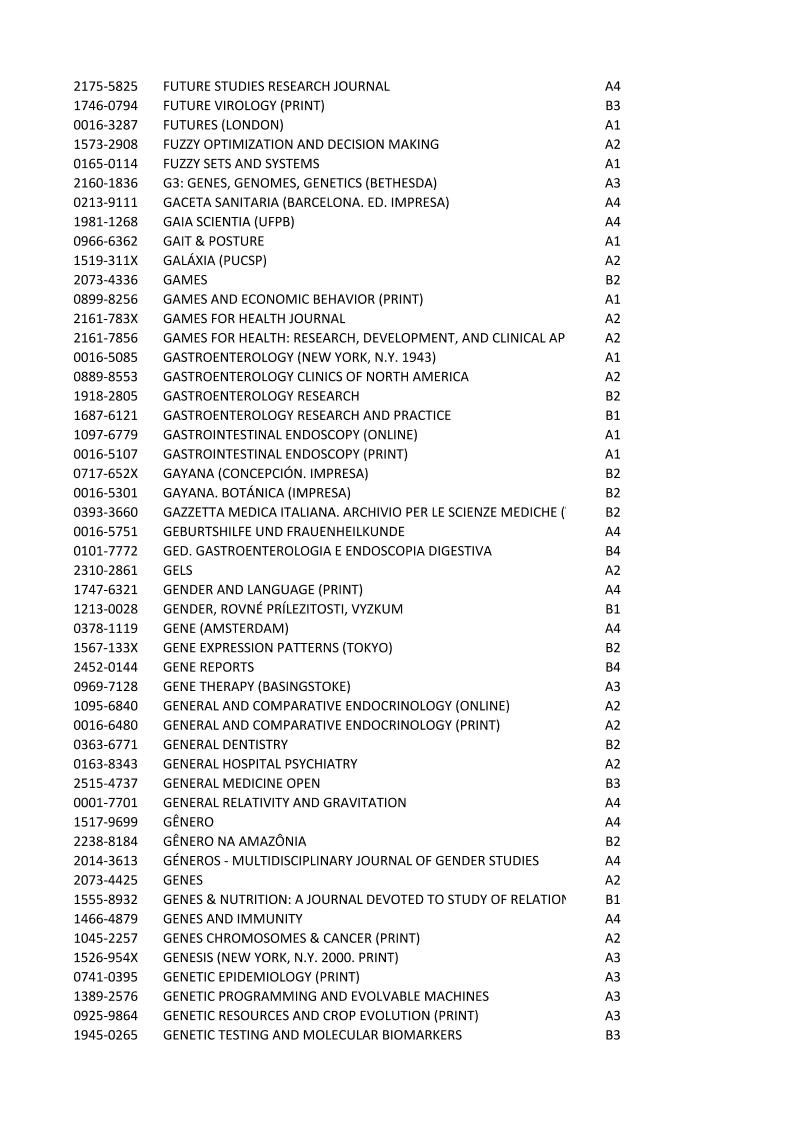 2175-5825 FUTURE STUDIES RESEARCH JOURNAL A4
1746-0794 FUTURE VIROLOGY (PRINT) B3
0016-3287 FUTURES (LONDON) A1
1573-2908 FUZZY OPTIMIZATION AND DECISION MAKING A2
0165-0114 FUZZY SETS AND SYSTEMS A1
2160-1836 G3: GENES, GENOMES, GENETICS (BETHESDA) A3
0213-9111 GACETA SANITARIA (BARCELONA. ED. IMPRESA) A4
1981-1268 GAIA SCIENTIA (UFPB) A4
0966-6362 GAIT & POSTURE A1
1519-311X GALÁXIA (PUCSP) A2
2073-4336 GAMES B2
0899-8256 GAMES AND ECONOMIC BEHAVIOR (PRINT) A1
2161-783X GAMES FOR HEALTH JOURNAL A2
2161-7856 GAMES FOR HEALTH: RESEARCH, DEVELOPMENT, AND CLINICAL AP A2
0016-5085 GASTROENTEROLOGY (NEW YORK, N.Y. 1943) A1
0889-8553 GASTROENTEROLOGY CLINICS OF NORTH AMERICA A2
1918-2805 GASTROENTEROLOGY RESEARCH B2
1687-6121 GASTROENTEROLOGY RESEARCH AND PRACTICE B1
1097-6779 GASTROINTESTINAL ENDOSCOPY (ONLINE) A1
0016-5107 GASTROINTESTINAL ENDOSCOPY (PRINT) A1
0717-652X GAYANA (CONCEPCIÓN. IMPRESA) B2
0016-5301 GAYANA. BOTÁNICA (IMPRESA) B2
0393-3660 GAZZETTA MEDICA ITALIANA. ARCHIVIO PER LE SCIENZE MEDICHE ( B2
0016-5751 GEBURTSHILFE UND FRAUENHEILKUNDE A4
0101-7772 GED. GASTROENTEROLOGIA E ENDOSCOPIA DIGESTIVA B4
2310-2861 GELS A2
1747-6321 GENDER AND LANGUAGE (PRINT) A4
1213-0028 GENDER, ROVNÉ PRÍLEZITOSTI, VYZKUM B1
0378-1119 GENE (AMSTERDAM) A4
1567-133X GENE EXPRESSION PATTERNS (TOKYO) B2
2452-0144 GENE REPORTS B4
0969-7128 GENE THERAPY (BASINGSTOKE) A3
1095-6840 GENERAL AND COMPARATIVE ENDOCRINOLOGY (ONLINE) A2
0016-6480 GENERAL AND COMPARATIVE ENDOCRINOLOGY (PRINT) A2
0363-6771 GENERAL DENTISTRY B2
0163-8343 GENERAL HOSPITAL PSYCHIATRY A2
2515-4737 GENERAL MEDICINE OPEN B3
0001-7701 GENERAL RELATIVITY AND GRAVITATION A4
1517-9699 GÊNERO A4
2238-8184 GÊNERO NA AMAZÔNIA B2
2014-3613 GÉNEROS - MULTIDISCIPLINARY JOURNAL OF GENDER STUDIES A4
2073-4425 GENES A2
1555-8932 GENES & NUTRITION: A JOURNAL DEVOTED TO STUDY OF RELATION B1
1466-4879 GENES AND IMMUNITY A4
1045-2257 GENES CHROMOSOMES & CANCER (PRINT) A2
1526-954X GENESIS (NEW YORK, N.Y. 2000. PRINT) A3
0741-0395 GENETIC EPIDEMIOLOGY (PRINT) A3
1389-2576 GENETIC PROGRAMMING AND EVOLVABLE MACHINES A3
0925-9864 GENETIC RESOURCES AND CROP EVOLUTION (PRINT) A3
1945-0265 GENETIC TESTING AND MOLECULAR BIOMARKERS B3